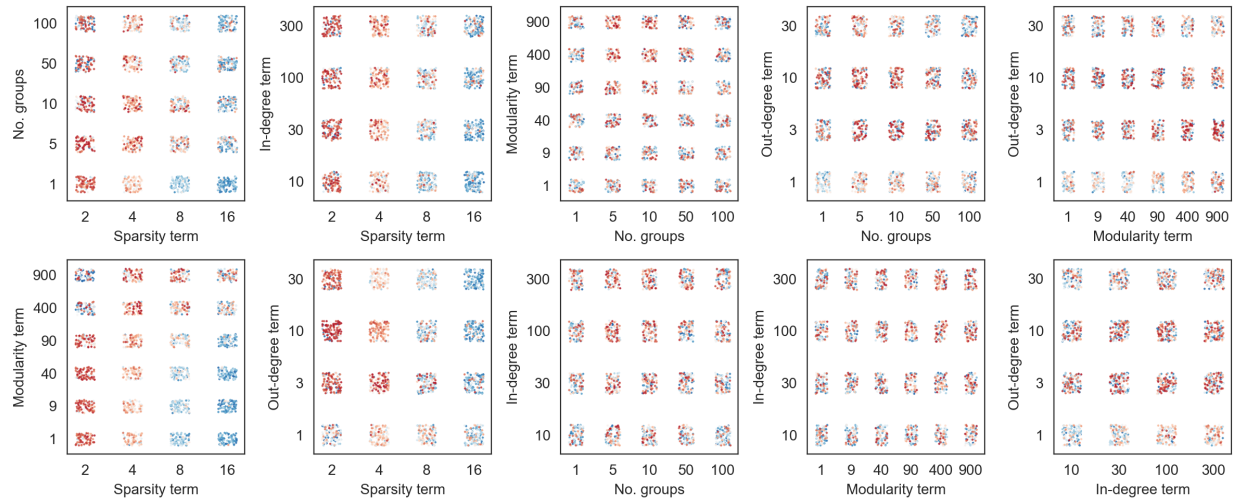 No. groups
100
50
10
5
1
2 4 8 16
Sparsity term
In-degree term
300
100
30
10
2 4 8 16
Sparsity term
Modularity term
900
400
90
40
9
1
1 5 10 50 100
No. groups
Out-degree term
30
10
3
1
1 5 10 50 100
No. groups
Out-degree term
30
10
3
1
1 9 40 90 400 900
Modularity term
Modularity term
900
400
90
40
9
1
2 4 8 16
Sparsity term
Out-degree term
30
10
3
1
2 4 8 16
Sparsity term
In-degree term
300
100
30
10
1 5 10 50 100
No. groups
In-degree term
300
100
30
10
1 9 40 90 400 900
Modularity term
Out-degree term
30
10
3
1
10 30 100 300
In-degree term